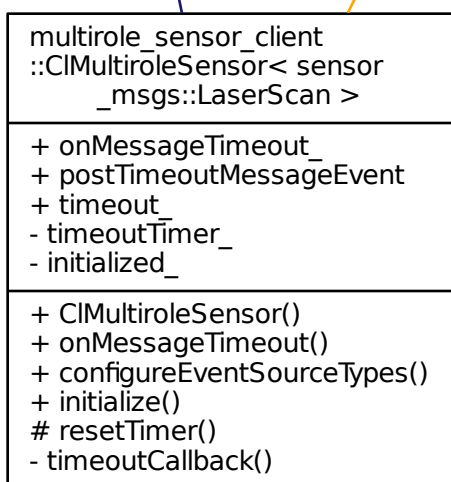 multirole_sensor_client
::ClMultiroleSensor< sensor
_msgs::LaserScan >
+ onMessageTimeout_
+ postTimeoutMessageEvent
+ timeout_
- timeoutTimer_
- initialized_
+ ClMultiroleSensor()
+ onMessageTimeout()
+ configureEventSourceTypes()
+ initialize()
# resetTimer()
- timeoutCallback()